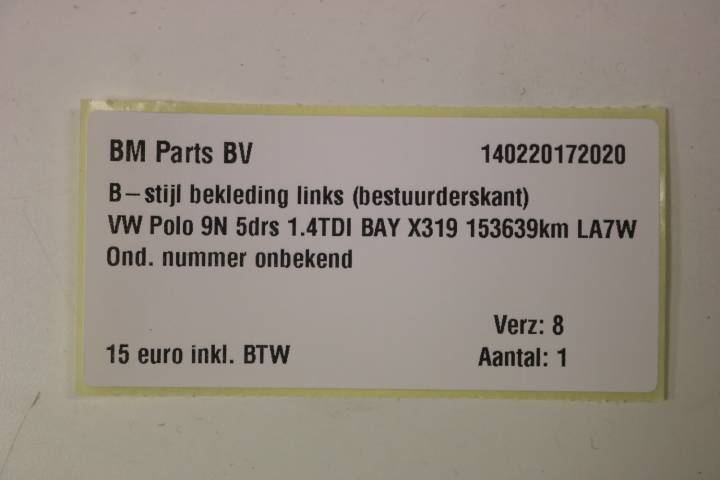 BM Parts BV 140220172020
B-stijl bekleding links (bestuurderskant)
VW Polo 9N 5drs 1.4TDI BAY X319 153639km LA7W
Ond. nummer onbekend
Verz: 8
15 euro inkl. BTW Aantal: 1